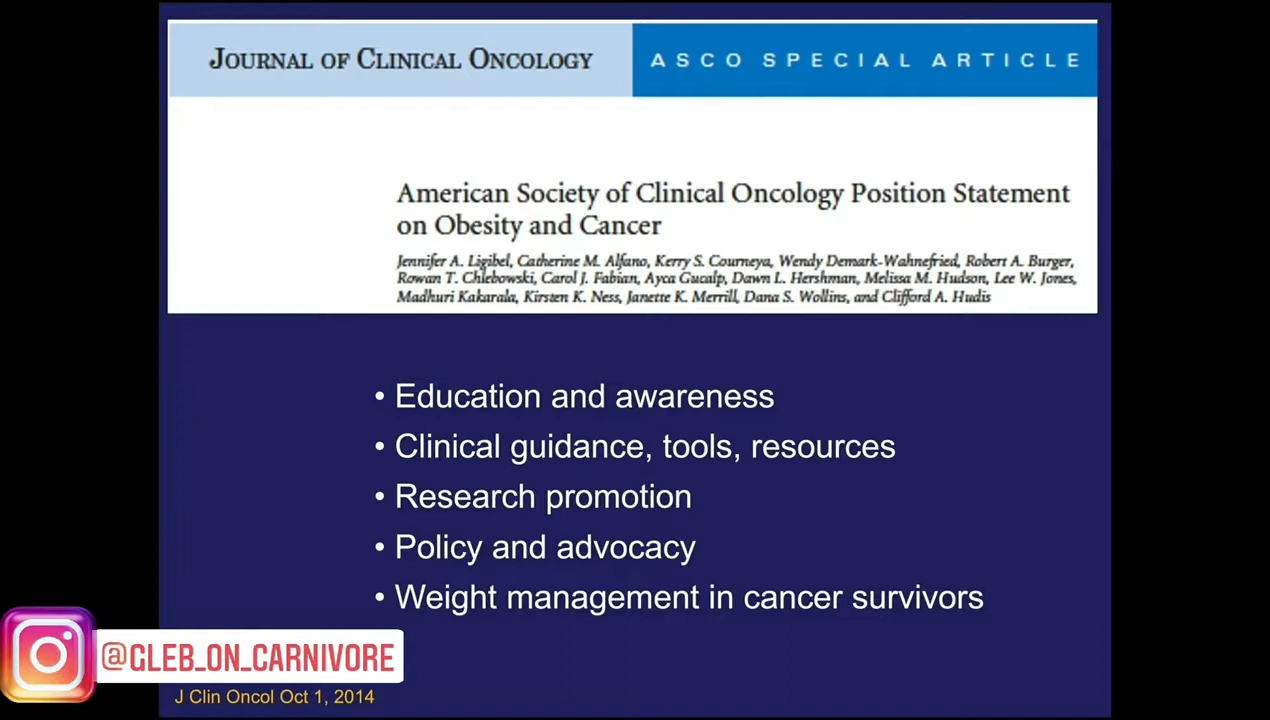 JOURNAL OF CLINICAL ONCOLOGY
ASCO SPECIAL ARTICLE
American Society of Clinical Oncology Position Statement
on Obesity and Cancer
Jennifer A. Ligibel, Catherine M. Alfano, Kerry S. Courneya, Wendy Demark-Wahnefried, Robert A. Burger,
Rowan T. Chlebowski, Carol J. Fabian, Ayca Gucalp, Dawn L. Hershman, Melissa M. Hudson, Lee W. Jones,
Madhuri Kakarala, Kirsten K. Ness, Janette K. Merrill, Dana S. Wollins, and Clifford A. Hudis
• Education and awareness
• Clinical guidance, tools, resources
• Research promotion
• Policy and advocacy
• Weight management in cancer survivors
@GLEB_ON_CARNIVORE
J Clin Oncol Oct 1, 2014